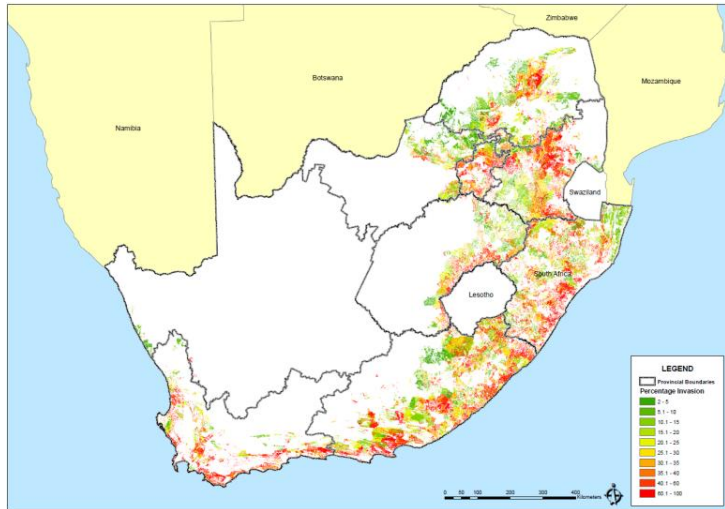 Zimbabwe
Botswana
Mozambique
Namibia
Swaziland
South Africa
Lesotho
LEGEND
Provincial Boundaries
Percentage Invasion
2 - 5
5.1 - 10
10.1 - 15
15.1 - 20
20.1 - 25
25.1 - 30
30.1 - 35
35.1 - 40
40.1 - 60
60.1 - 100
0 50 100 200 300 400
Kilometers